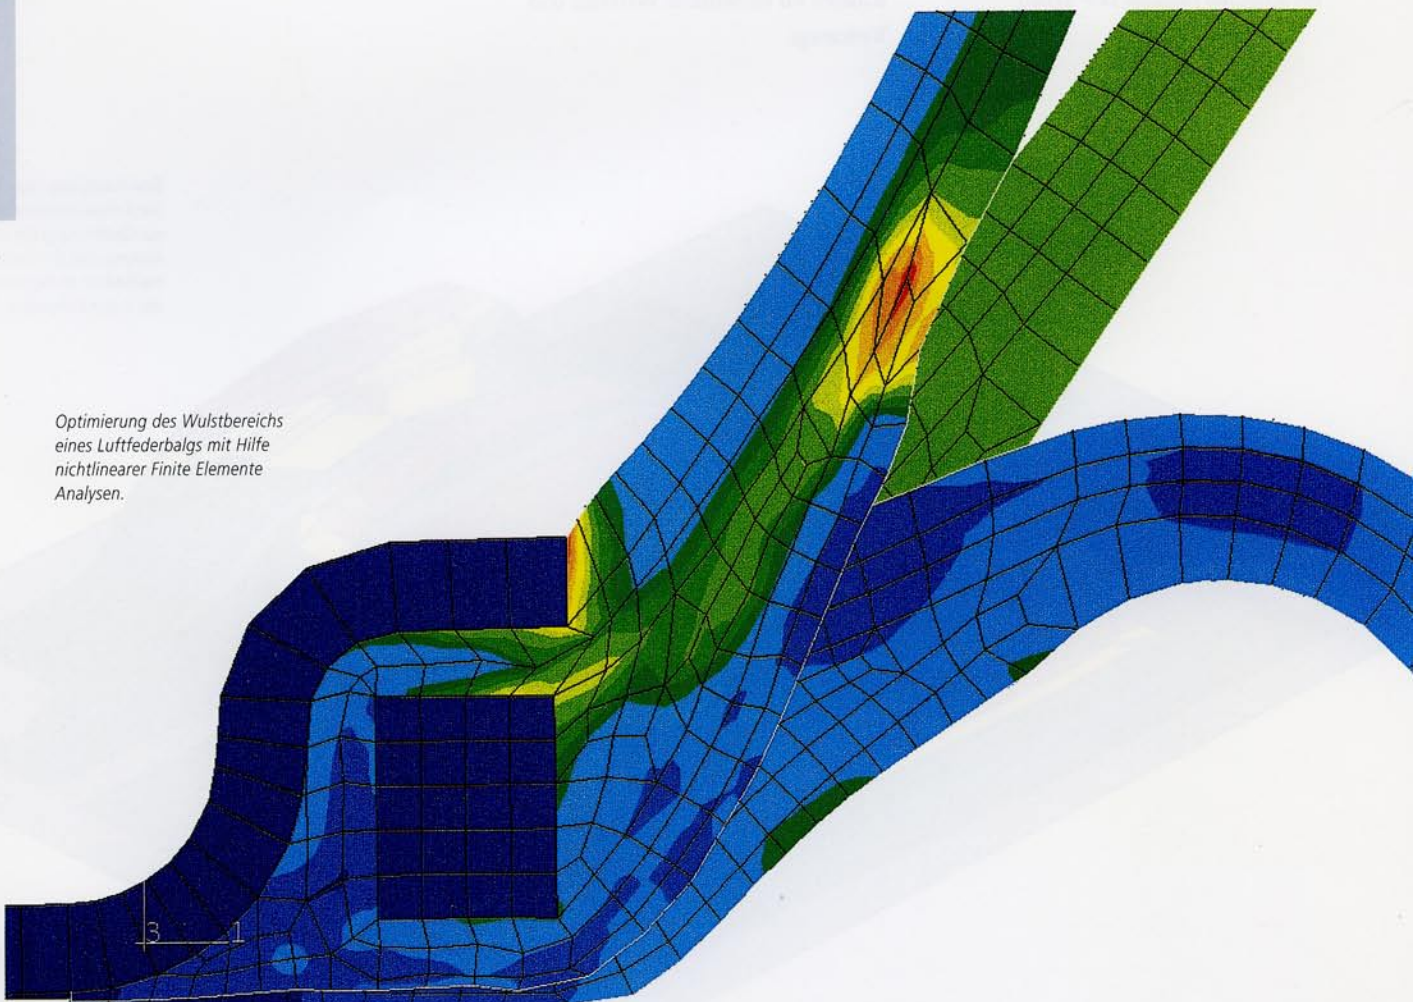 Optimierung des Wulstbereichs
eines Luftfederbalgs mit Hilfe
nichtlinearer Finite Elemente
Analysen.
3 1